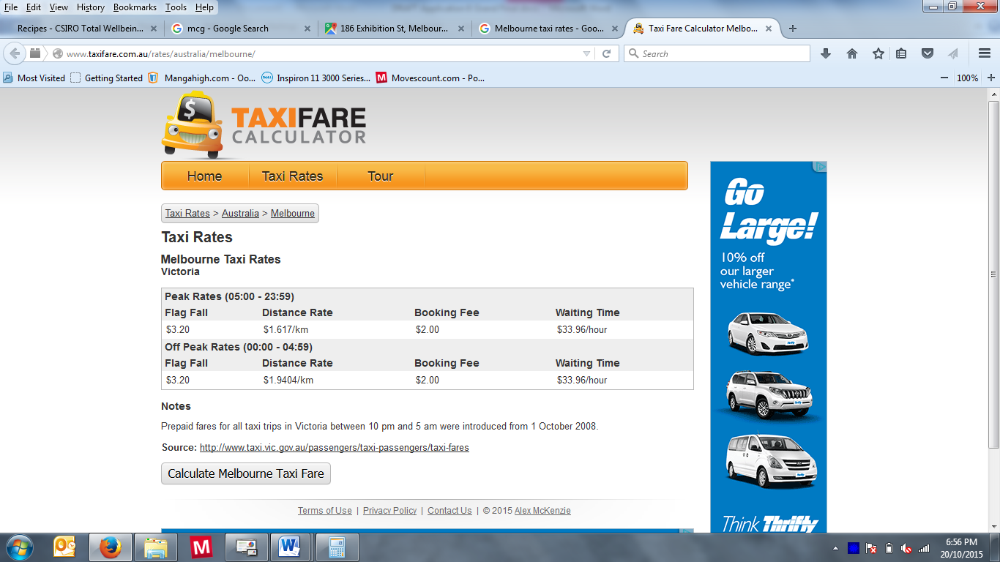 File Edit View History Bookmarks Tools Help
Recipes - CSIRO Total Wellbein... mcg - Google Search 186 Exhibition St, Melbour... Melbourne taxi rates - Goo... Taxi Fare Calculator Melbo...
www.taxifare.com.au/rates/australia/melbourne/ Search
Most Visited Getting Started Mangahigh.com - Oo... Inspiron 11 3000 Series... Movescount.com - Po... 100%
$
TAXIFARE
CALCULATOR
Home Taxi Rates Tour
Taxi Rates > Australia > Melbourne
Taxi Rates
Melbourne Taxi Rates
Victoria
Peak Rates (05:00 - 23:59)
Flag Fall Distance Rate Booking Fee Waiting Time
$3.20 $1.617/km $2.00 $33.96/hour
Off Peak Rates (00:00 - 04:59)
Flag Fall Distance Rate Booking Fee Waiting Time
$3.20 $1.9404/km $2.00 $33.96/hour
Notes
Prepaid fares for all taxi trips in Victoria between 10 pm and 5 am were introduced from 1 October 2008.
Source: http://www.taxi.vic.gov.au/passengers/taxi-passengers/taxi-fares
Calculate Melbourne Taxi Fare
Terms of Use | Privacy Policy | Contact Us | © 2015 Alex McKenzie
Go
Large!
10% off
our larger
vehicle range*
Think Thrifty
6:56 PM
20/10/2015